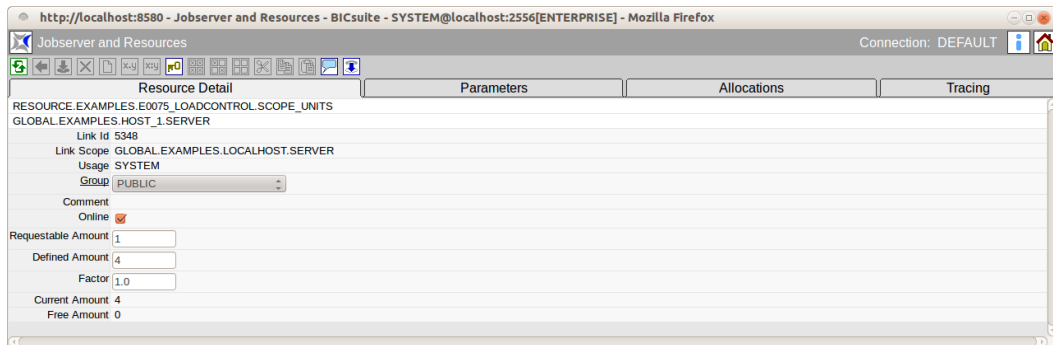 http://localhost:8580 - Jobserver and Resources - BICsuite - SYSTEM@localhost:2556[ENTERPRISE] - Mozilla Firefox
Jobserver and Resources Connection: DEFAULT
Resource Detail Parameters Allocations Tracing
RESOURCE.EXAMPLES.E0075_LOADCONTROL.SCOPE_UNITS
GLOBAL.EXAMPLES.HOST_1.SERVER
Link Id 5348
Link Scope GLOBAL.EXAMPLES.LOCALHOST.SERVER
Usage SYSTEM
Group PUBLIC
Comment
Online
Requestable Amount 1
Defined Amount 4
Factor 1.0
Current Amount 4
Free Amount 0